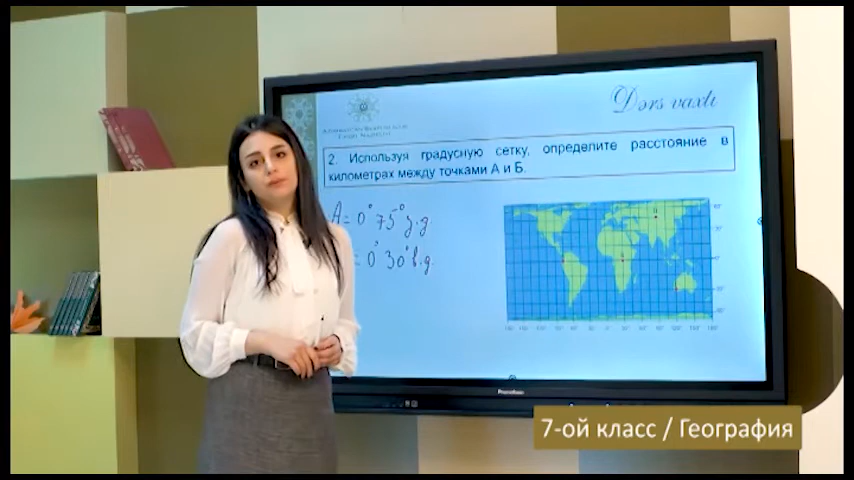 Dərs vaxtı
2. Используя градусную сетку, определите расстояние в
километрах между точками А и Б.
А = 0° 75° з.д.
= 0° 30° в.д.
7-ой класс / География